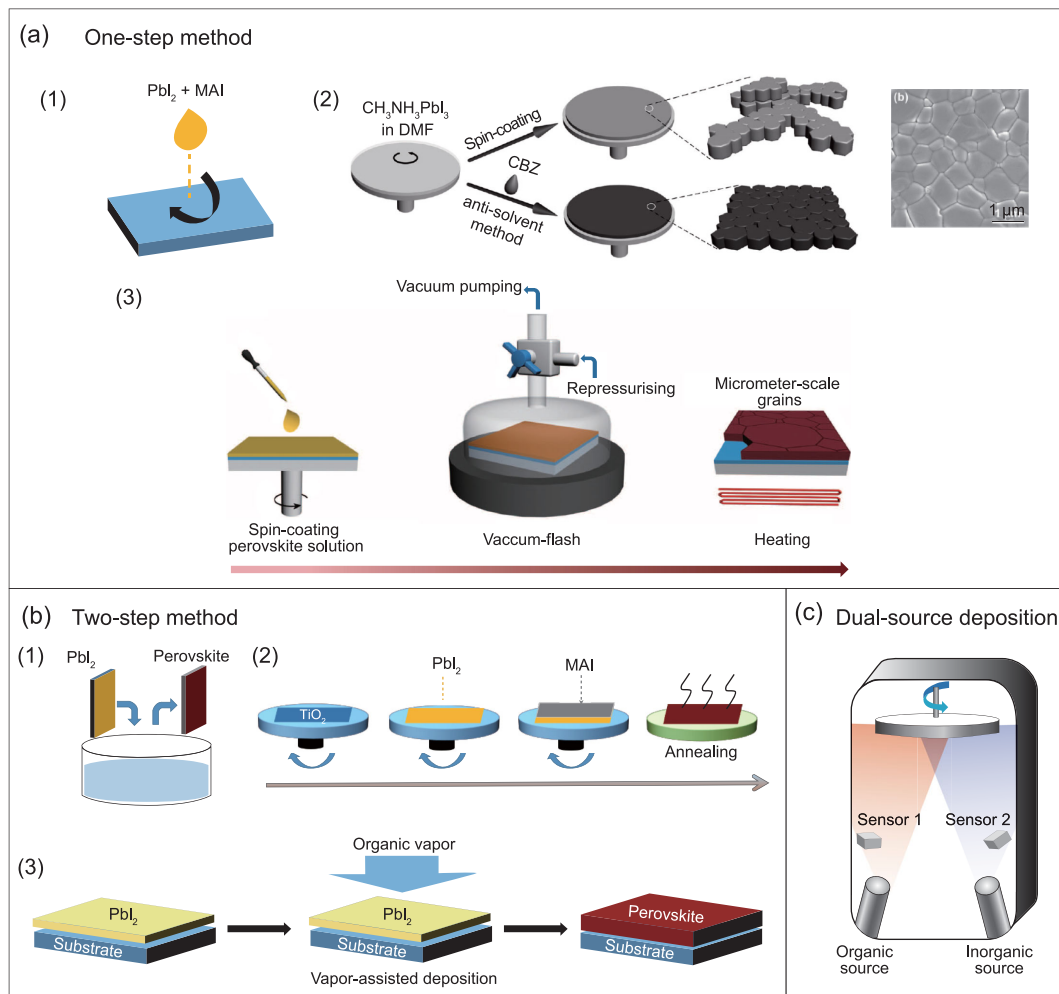 (a) One-step method
(1)
PbI₂ + MAI
(2)
CH₃NH₃PbI₃
in DMF
Spin-coating
CBZ
anti-solvent
method
(b)
1 μm
(3)
Vacuum pumping
Repressurising
Micrometer-scale
grains
Spin-coating
perovskite solution
Vaccum-flash
Heating
(b) Two-step method
(1)
PbI₂
Perovskite
(2)
TiO₂
PbI₂
MAI
Annealing
(3)
Organic vapor
PbI₂
Substrate
PbI₂
Substrate
Perovskite
Substrate
Vapor-assisted deposition
(c) Dual-source deposition
Sensor 1
Sensor 2
Organic
source
Inorganic
source